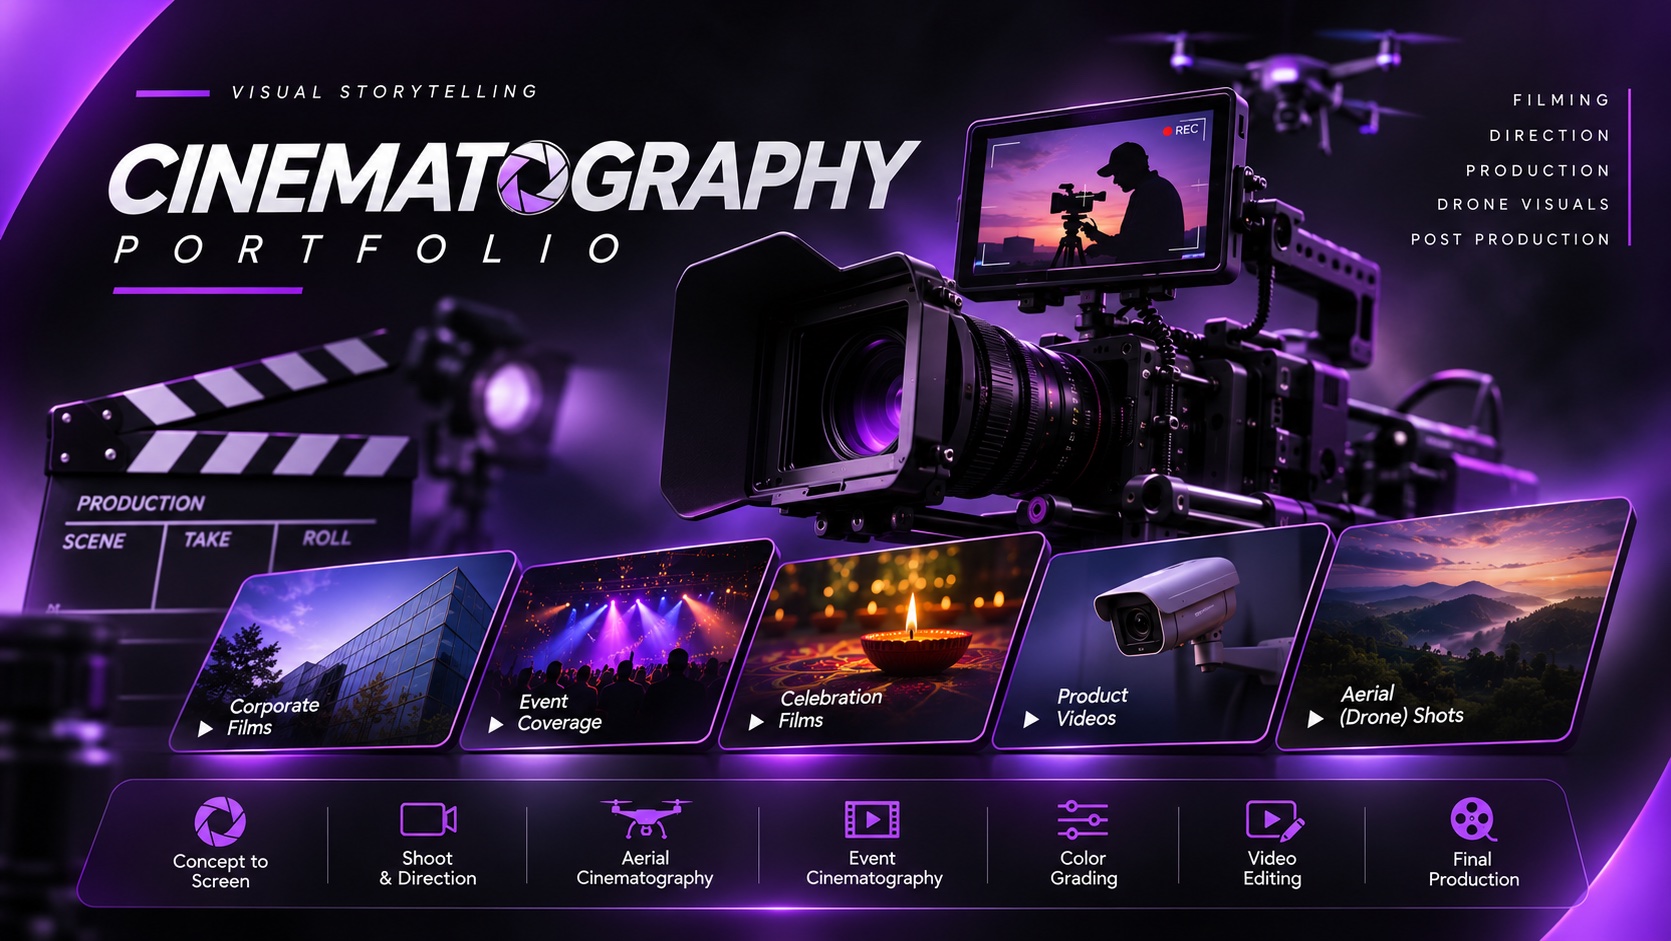 VISUAL STORYTELLING
CINEMATOGRAPHY
PORTFOLIO
REC
FILMING
DIRECTION
PRODUCTION
DRONE VISUALS
POST PRODUCTION
PRODUCTION
SCENE TAKE ROLL
Corporate
Films
Event
Coverage
Celebration
Films
Product
Videos
Aerial
(Drone) Shots
Concept to
Screen
Shoot
& Direction
Aerial
Cinematography
Event
Cinematography
Color
Grading
Video
Editing
Final
Production